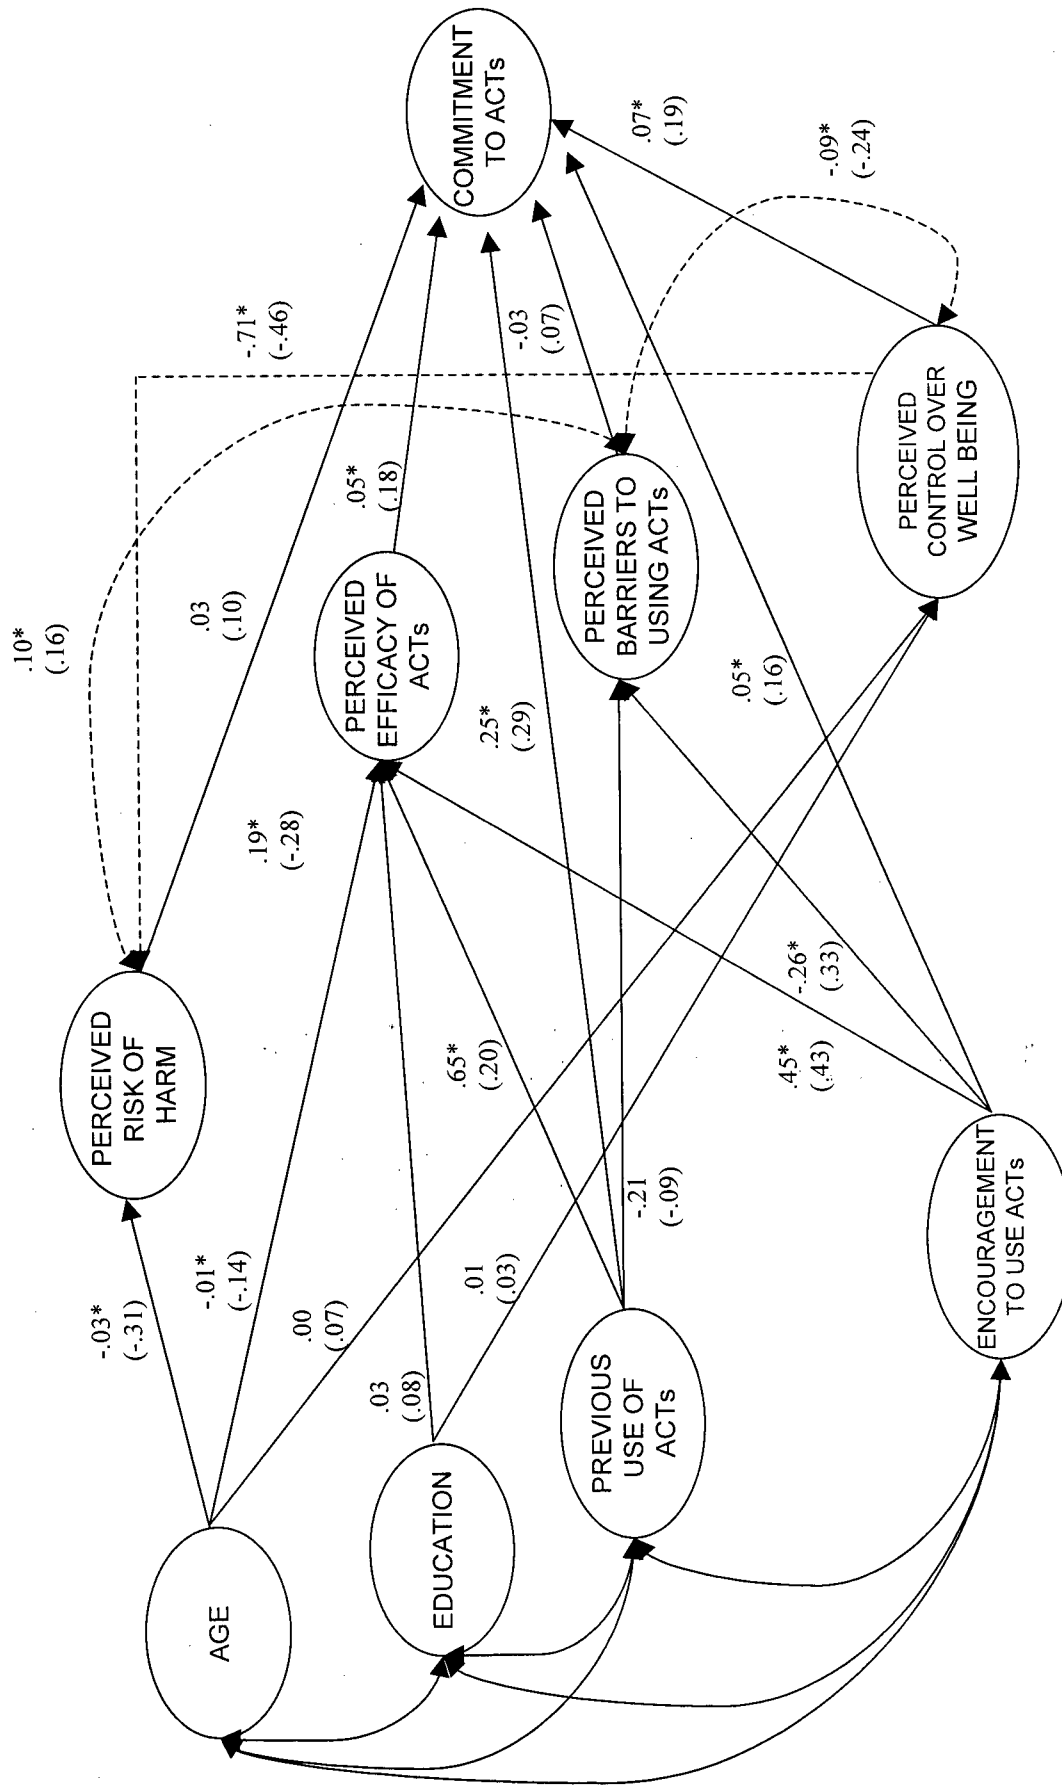 AGE
EDUCATION
PREVIOUS
USE OF
ACTs
ENCOURAGEMENT
TO USE ACTs
PERCEIVED
RISK OF
HARM
PERCEIVED
EFFICACY OF
ACTs
PERCEIVED
BARRIERS TO
USING ACTs
PERCEIVED
CONTROL OVER
WELL BEING
COMMITMENT
TO ACTs
-.03*
(-.31)
-.01*
(-.14)
.00
(.07)
.03
(.08)
.01
(.03)
-.21
(-.09)
.65*
(.20)
.45*
(.43)
-.26*
(.33)
.19*
(-.28)
.25*
(.29)
.05*
(.16)
.10*
(.16)
.03
(.10)
.05*
(.18)
-.71*
(-.46)
-.03
(.07)
.07*
(.19)
-.09*
(-.24)